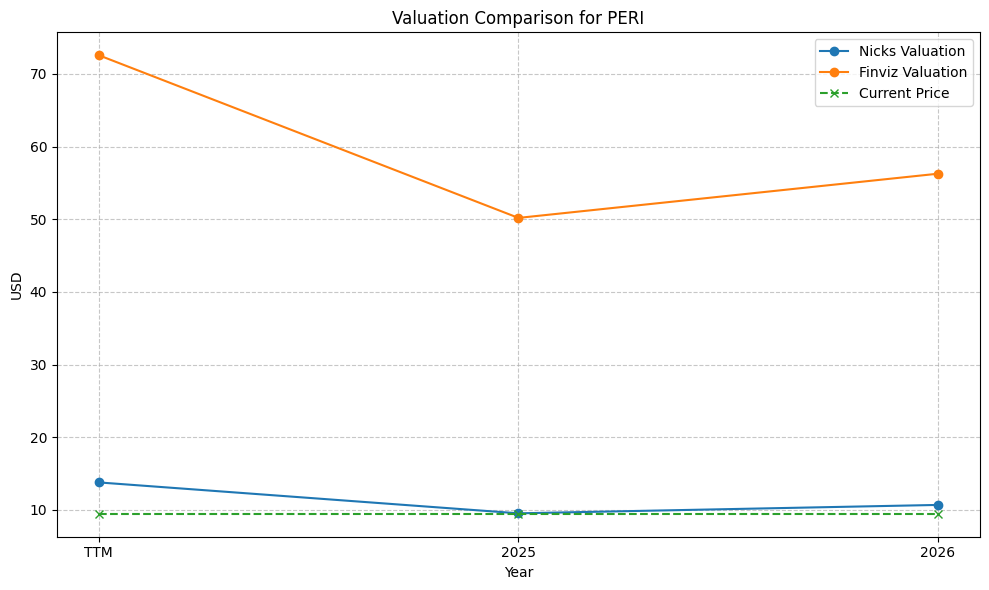 Valuation Comparison for PERI
Nicks Valuation
Finviz Valuation
Current Price
USD
70
60
50
40
30
20
10
TTM
2025
2026
Year